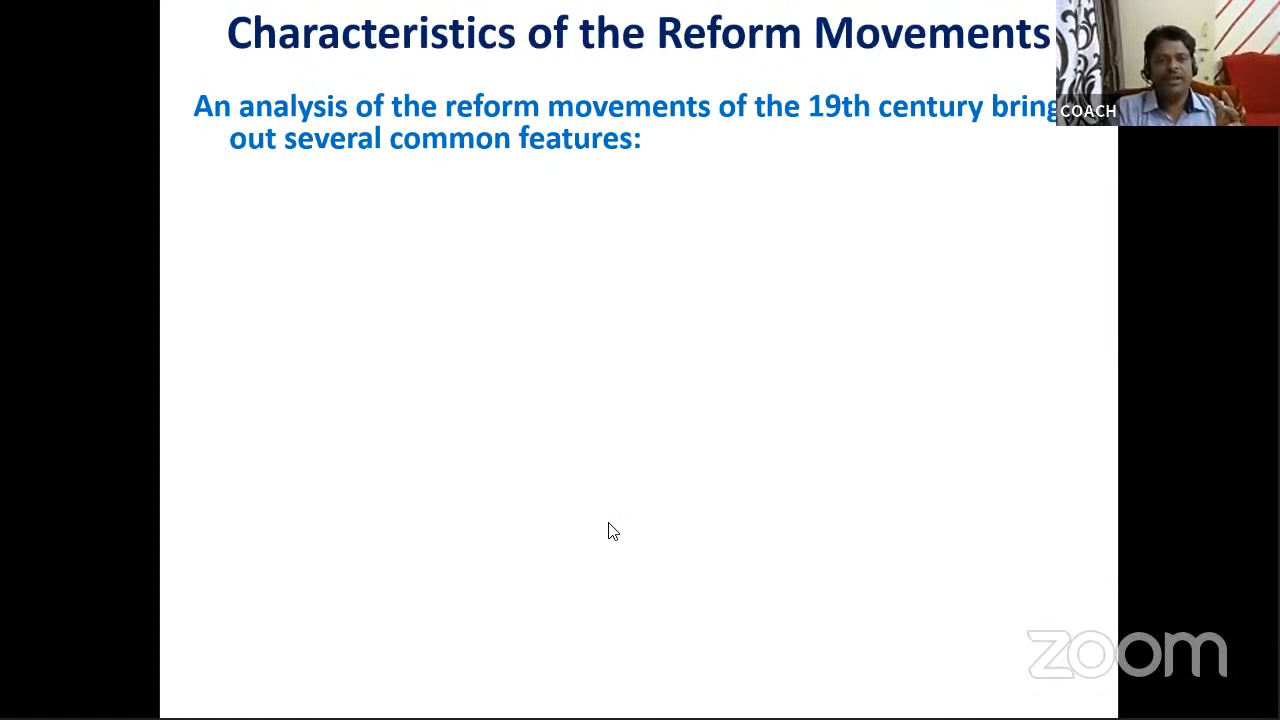 Characteristics of the Reform Movements
An analysis of the reform movements of the 19th century bring
out several common features:
COACH
zoom